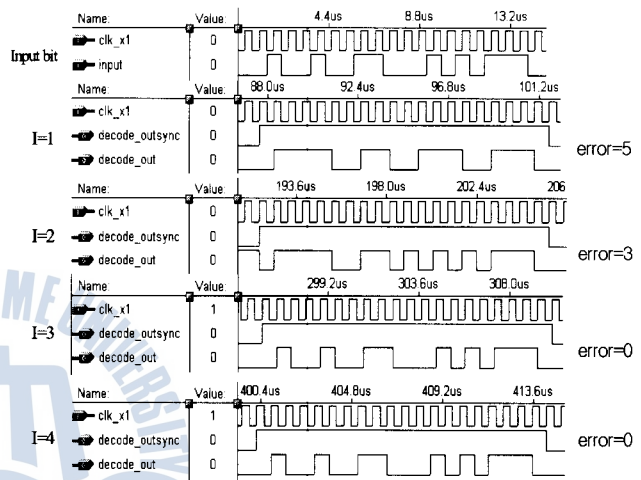 Name: Value: 4.4us 8.8us 13.2us
Input bit
clk_x1 0
input 0
Name: Value: 88.0us 92.4us 96.8us 101.2us
clk_x1 0
I=1 decode_outsync 0
decode_out 0 error=5
Name: Value: 193.6us 198.0us 202.4us 206
clk_x1 0
I=2 decode_outsync 0
decode_out 0 error=3
Name: Value: 299.2us 303.6us 308.0us
clk_x1 1
I=3 decode_outsync 0
decode_out 0 error=0
Name: Value: 400.4us 404.8us 409.2us 413.6us
clk_x1 1
I=4 decode_outsync 0 error=0
decode_out 0
UNIVERSITY